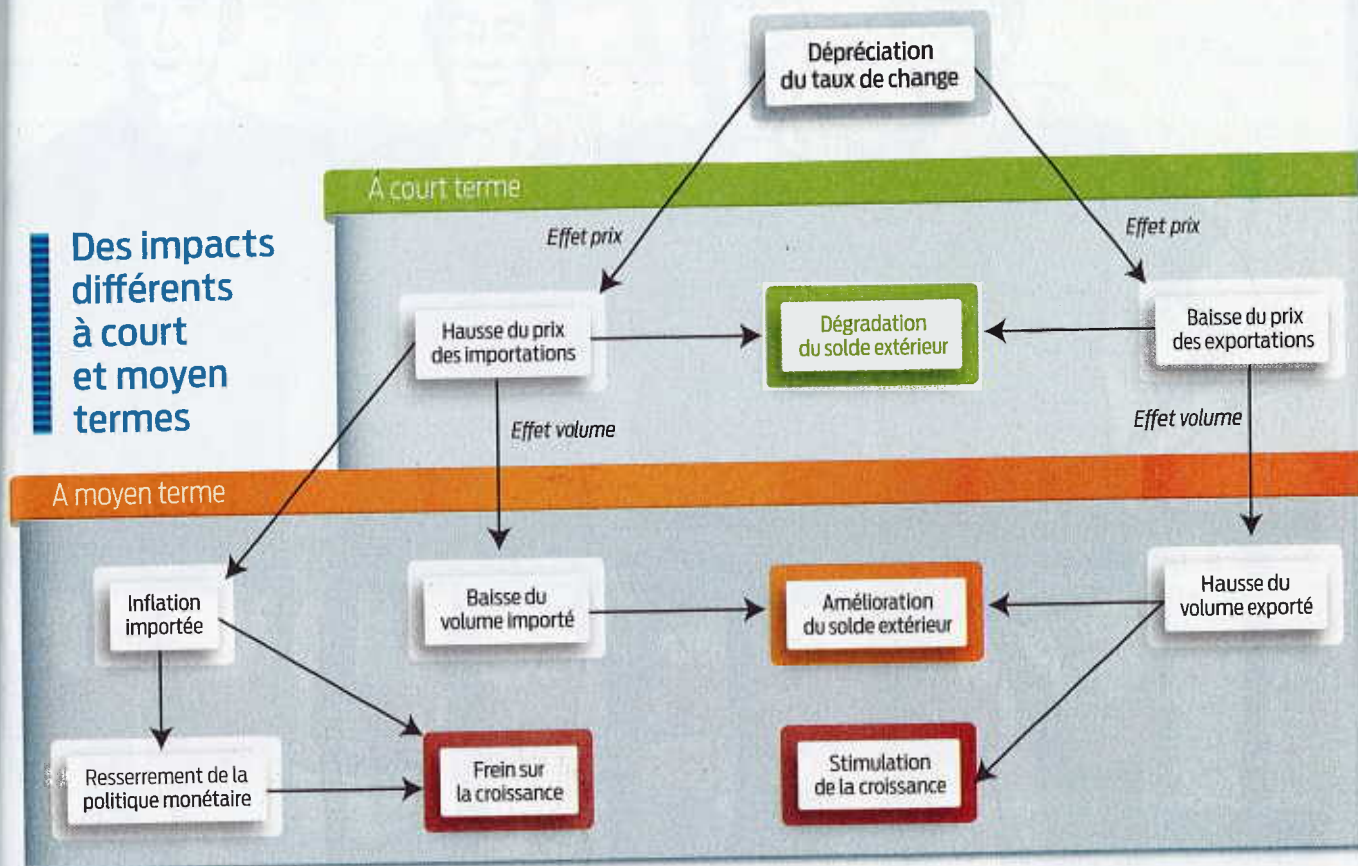 Dépréciation
du taux de change
À court terme
Des impacts
différents
à court
et moyen
termes
Effet prix
Effet prix
Hausse du prix
des importations
Dégradation
du solde extérieur
Baisse du prix
des exportations
Effet volume
Effet volume
A moyen terme
Inflation
importée
Baisse du
volume importé
Amélioration
du solde extérieur
Hausse du
volume exporté
Resserrement de la
politique monétaire
Frein sur
la croissance
Stimulation
de la croissance